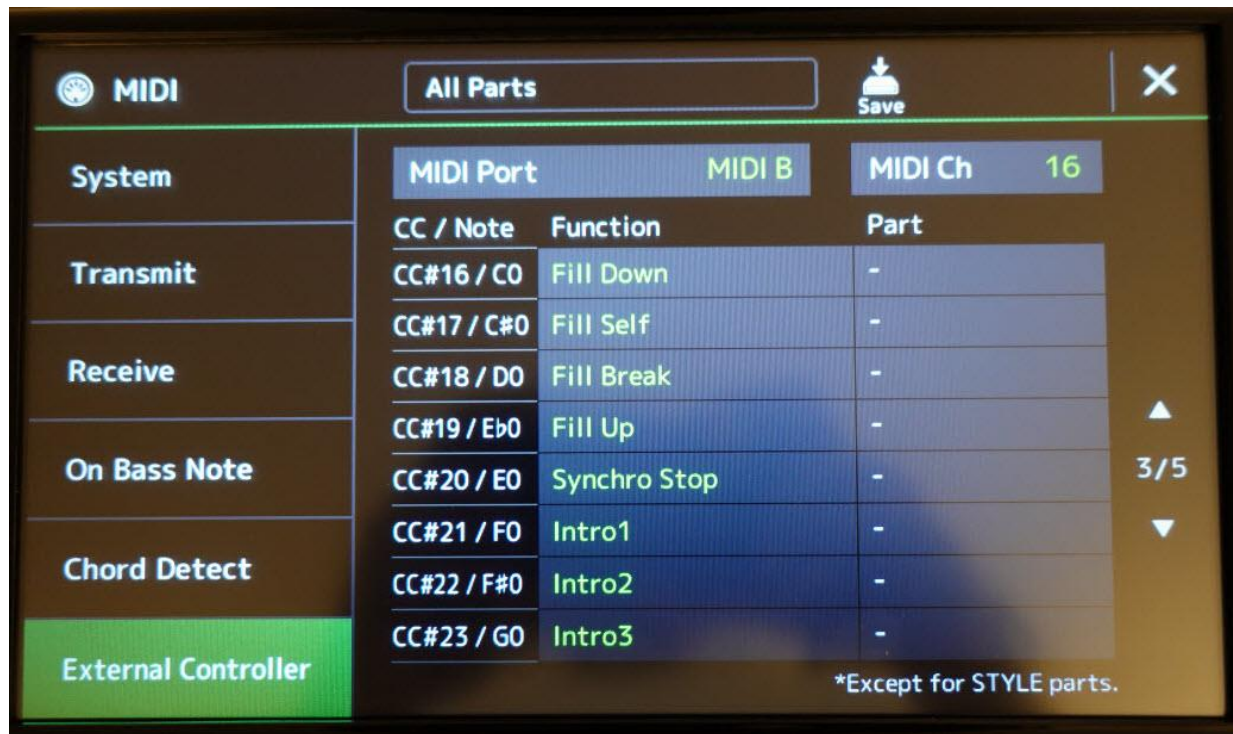 MIDI
All Parts
Save
System
Transmit
Receive
On Bass Note
Chord Detect
External Controller
MIDI Port MIDI B MIDI Ch 16
CC / Note Function Part
CC#16 / C0 Fill Down -
CC#17 / C#0 Fill Self -
CC#18 / D0 Fill Break -
CC#19 / E♭0 Fill Up -
CC#20 / E0 Synchro Stop -
CC#21 / F0 Intro1 -
CC#22 / F#0 Intro2 -
CC#23 / G0 Intro3 -
3/5
*Except for STYLE parts.